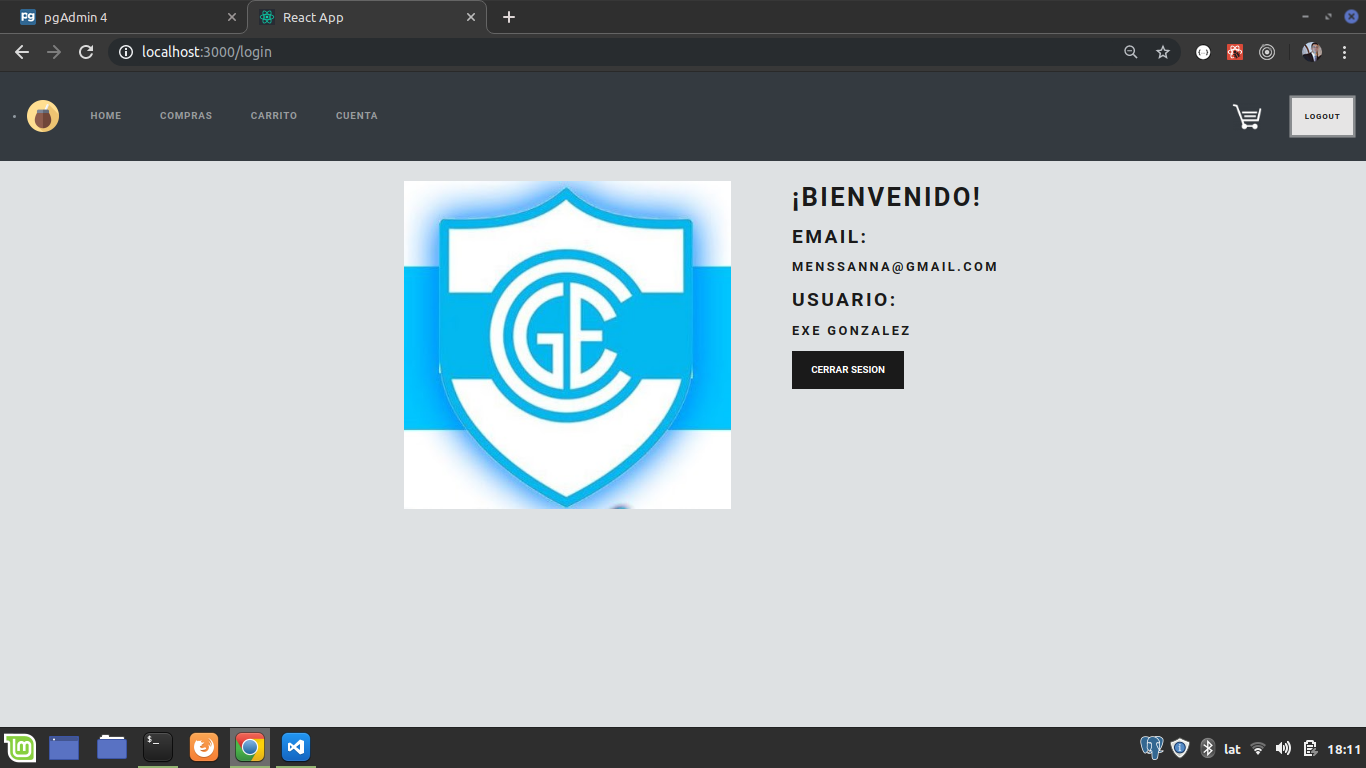 pgAdmin 4
React App
localhost:3000/login
HOME
COMPRAS
CARRITO
CUENTA
LOGOUT
¡BIENVENIDO!
EMAIL:
MENSSANNA@GMAIL.COM
USUARIO:
EXE GONZALEZ
CERRAR SESION
CGE
lat
18:11